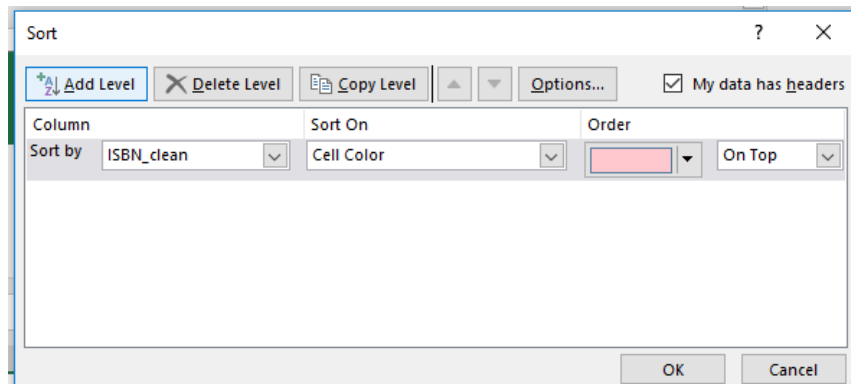 Sort ?
Add Level Delete Level Copy Level Options... My data has headers
Column Sort On Order
Sort by ISBN_clean Cell Color On Top
OK Cancel